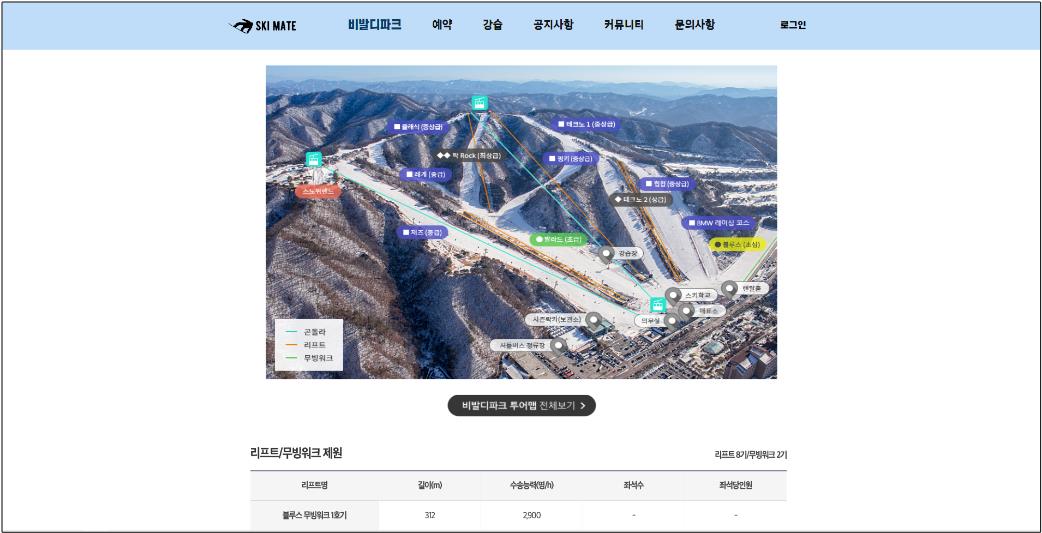 SKI MATE
비발디파크 예약 강습 공지사항 커뮤니티 문의사항 로그인
■ 클래식 (중상급)
■ 테크노 1 (중상급)
◆◆ 락 Rock (최상급)
■ 펑키 (중상급)
■ 레게 (중급)
■ 힙합 (중상급)
스노위랜드
◆ 테크노 2 (상급)
■ BMW 레이싱 코스
■ 재즈 (중급)
● 발라드 (초급)
● 블루스 (초심)
강습장
렌탈홀
스키학교
매표소
시즌락카(보관소)
의무실
셔틀버스 정류장
곤돌라
리프트
무빙워크
비발디파크 투어맵 전체보기 >
리프트/무빙워크 제원
리프트 8기/무빙워크 2기
리프트명 길이(m) 수송능력(명/h) 좌석수 좌석당인원
블루스 무빙워크 1호기 312 2,900 - -